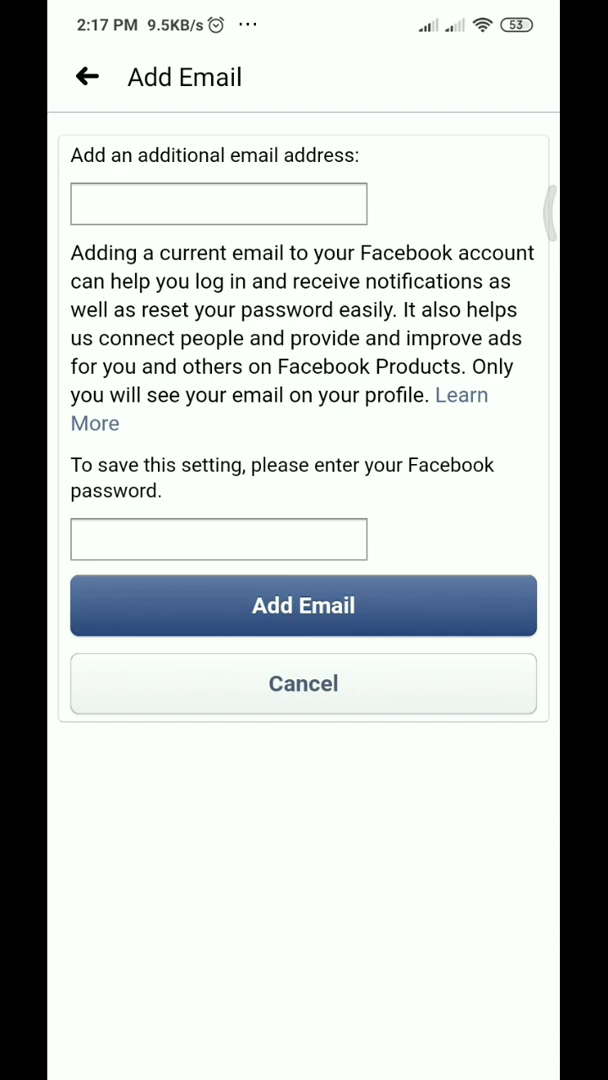 2:17 PM 9.5KB/s ... 53
Add Email
Add an additional email address:
Adding a current email to your Facebook account
can help you log in and receive notifications as
well as reset your password easily. It also helps
us connect people and provide and improve ads
for you and others on Facebook Products. Only
you will see your email on your profile. Learn
More
To save this setting, please enter your Facebook
password.
Add Email
Cancel